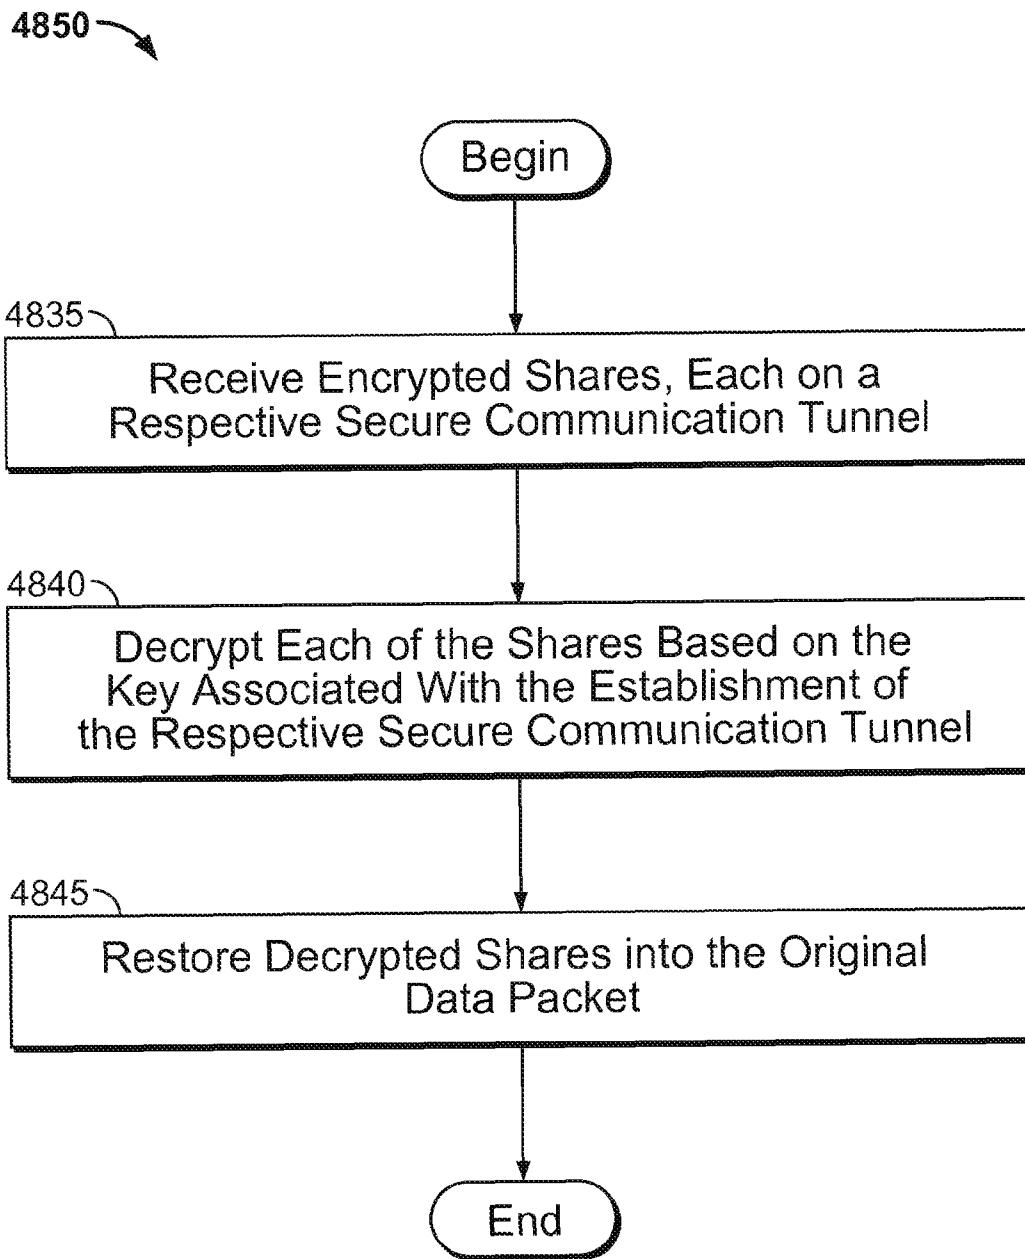 4850
Begin
4835
Receive Encrypted Shares, Each on a
Respective Secure Communication Tunnel
4840
Decrypt Each of the Shares Based on the
Key Associated With the Establishment of
the Respective Secure Communication Tunnel
4845
Restore Decrypted Shares into the Original
Data Packet
End